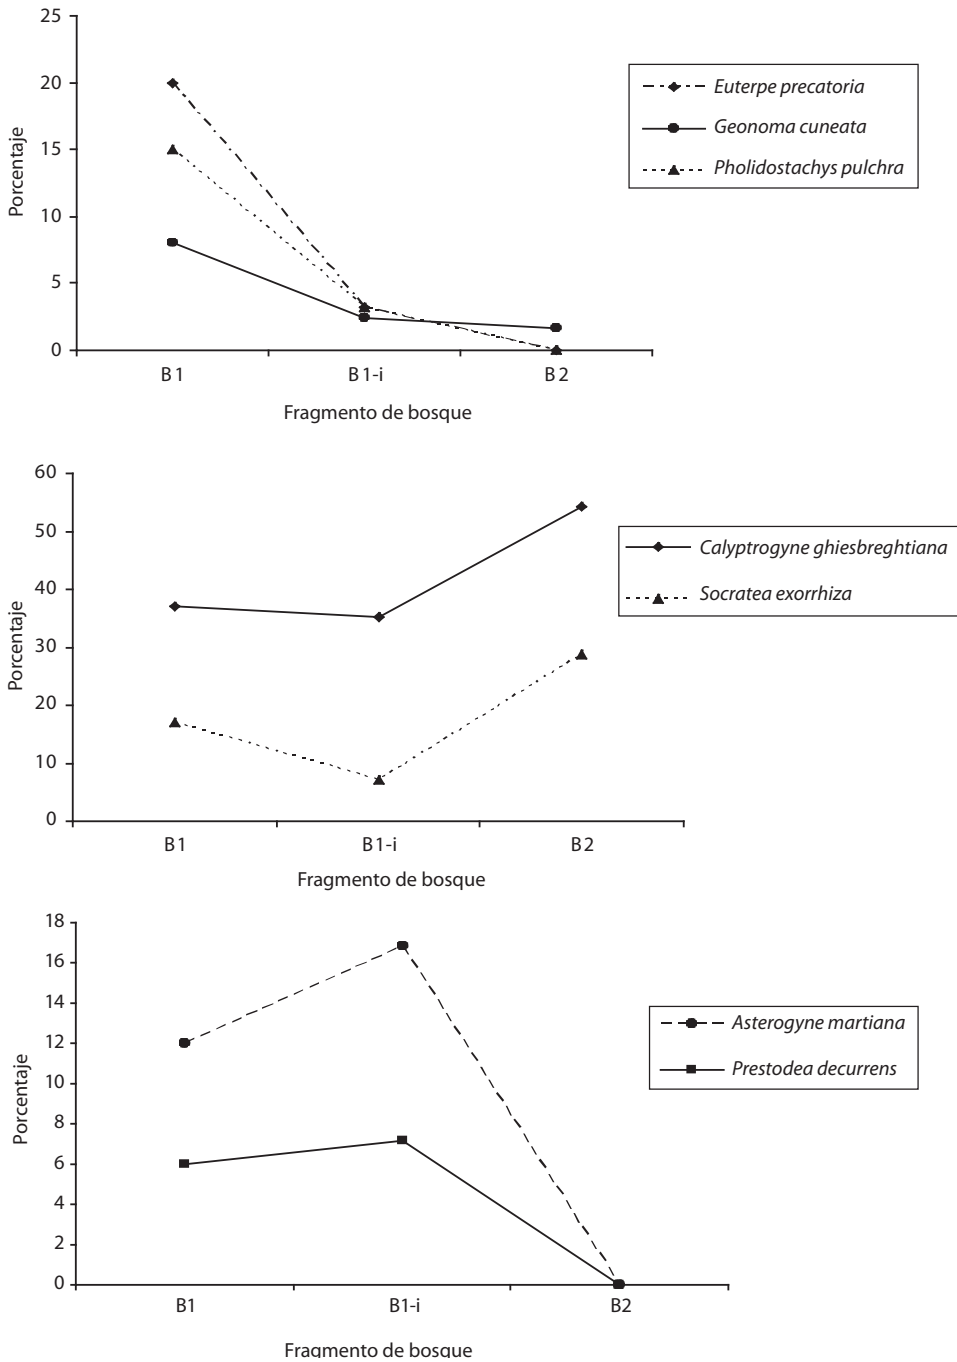 25
20
15
10
5
0
Porcentaje
B1 B1-i B2
Fragmento de bosque
Euterpe precatoria
Geonoma cuneata
Pholidostachys pulchra
60
50
40
30
20
10
0
Porcentaje
B1 B1-i B2
Fragmento de bosque
Calyptrogyne ghiesbreghtiana
Socratea exorrhiza
18
16
14
12
10
8
6
4
2
0
Porcentaje
B1 B1-i B2
Fragmento de bosque
Asterogyne martiana
Prestodea decurrens